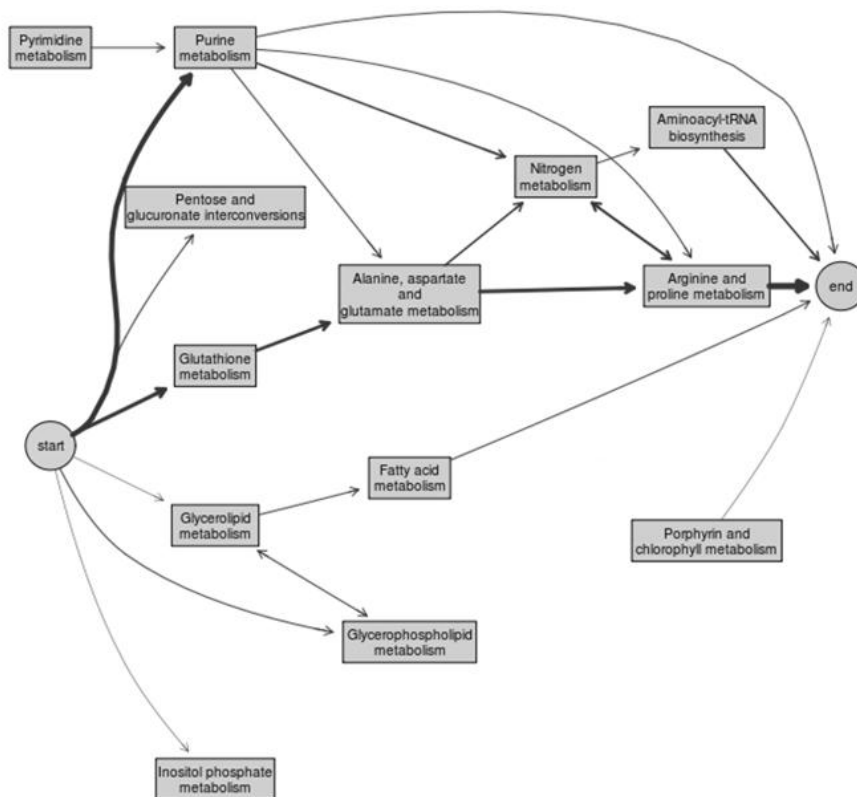 Pyrimidine
metabolism
Purine
metabolism
Aminoacyl-tRNA
biosynthesis
Nitrogen
metabolism
Pentose and
glucuronate interconversions
Alanine, aspartate
and
glutamate metabolism
Arginine and
proline metabolism
end
Glutathione
metabolism
start
Fatty acid
metabolism
Glycerolipid
metabolism
Porphyrin and
chlorophyll metabolism
Glycerophospholipid
metabolism
Inositol phosphate
metabolism